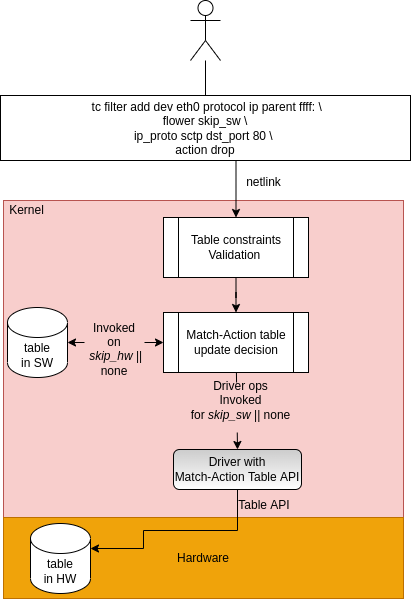 tc filter add dev eth0 protocol ip parent ffff: \
flower skip_sw \
ip_proto sctp dst_port 80 \
action drop
netlink
Kernel
Table constraints
Validation
Match-Action table
update decision
Invoked
on
skip_hw ||
none
table
in SW
Driver ops
Invoked
for skip_sw || none
Driver with
Match-Action Table API
Table API
Hardware
table
in HW